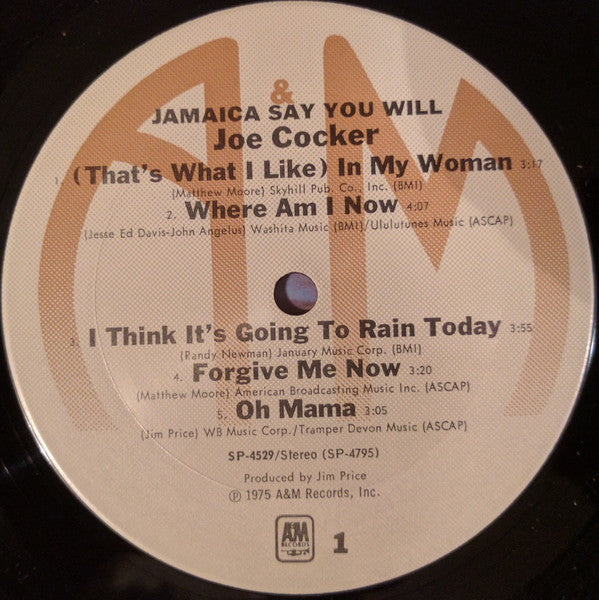 &
JAMAICA SAY YOU WILL
Joe Cocker
1. (That's What I Like) In My Woman 3:17
(Matthew Moore) Skyhill Pub. Co., Inc. (BMI)
2. Where Am I Now 4:07
(Jesse Ed Davis-John Angelus) Washita Music (BMI)/Ululutunes Music (ASCAP)
3. I Think It's Going To Rain Today 3:55
(Randy Newman) January Music Corp. (BMI)
4. Forgive Me Now 3:20
(Matthew Moore) American Broadcasting Music Inc. (ASCAP)
5. Oh Mama 3:05
(Jim Price) WB Music Corp./Tramper Devon Music (ASCAP)
SP-4529/Stereo (SP-4795)
Produced by Jim Price
℗ 1975 A&M Records, Inc.
A&M
RECORDS
1